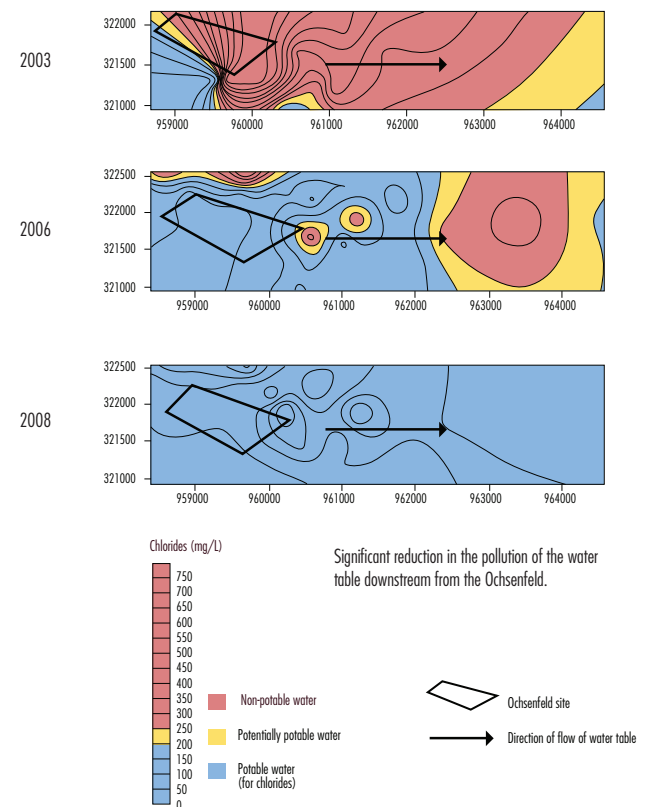 2003
322000
321500
321000
959000 960000 961000 962000 963000 964000
2006
322500
322000
321500
321000
959000 960000 961000 962000 963000 964000
2008
322500
322000
321500
321000
959000 960000 961000 962000 963000 964000
Chlorides (mg/L)
750
700
650
600
550
500
450
400
350
300
250
200
150
100
50
0
Non-potable water
Potentially potable water
Potable water
(for chlorides)
Significant reduction in the pollution of the water
table downstream from the Ochsenfeld.
Ochsenfeld site
Direction of flow of water table